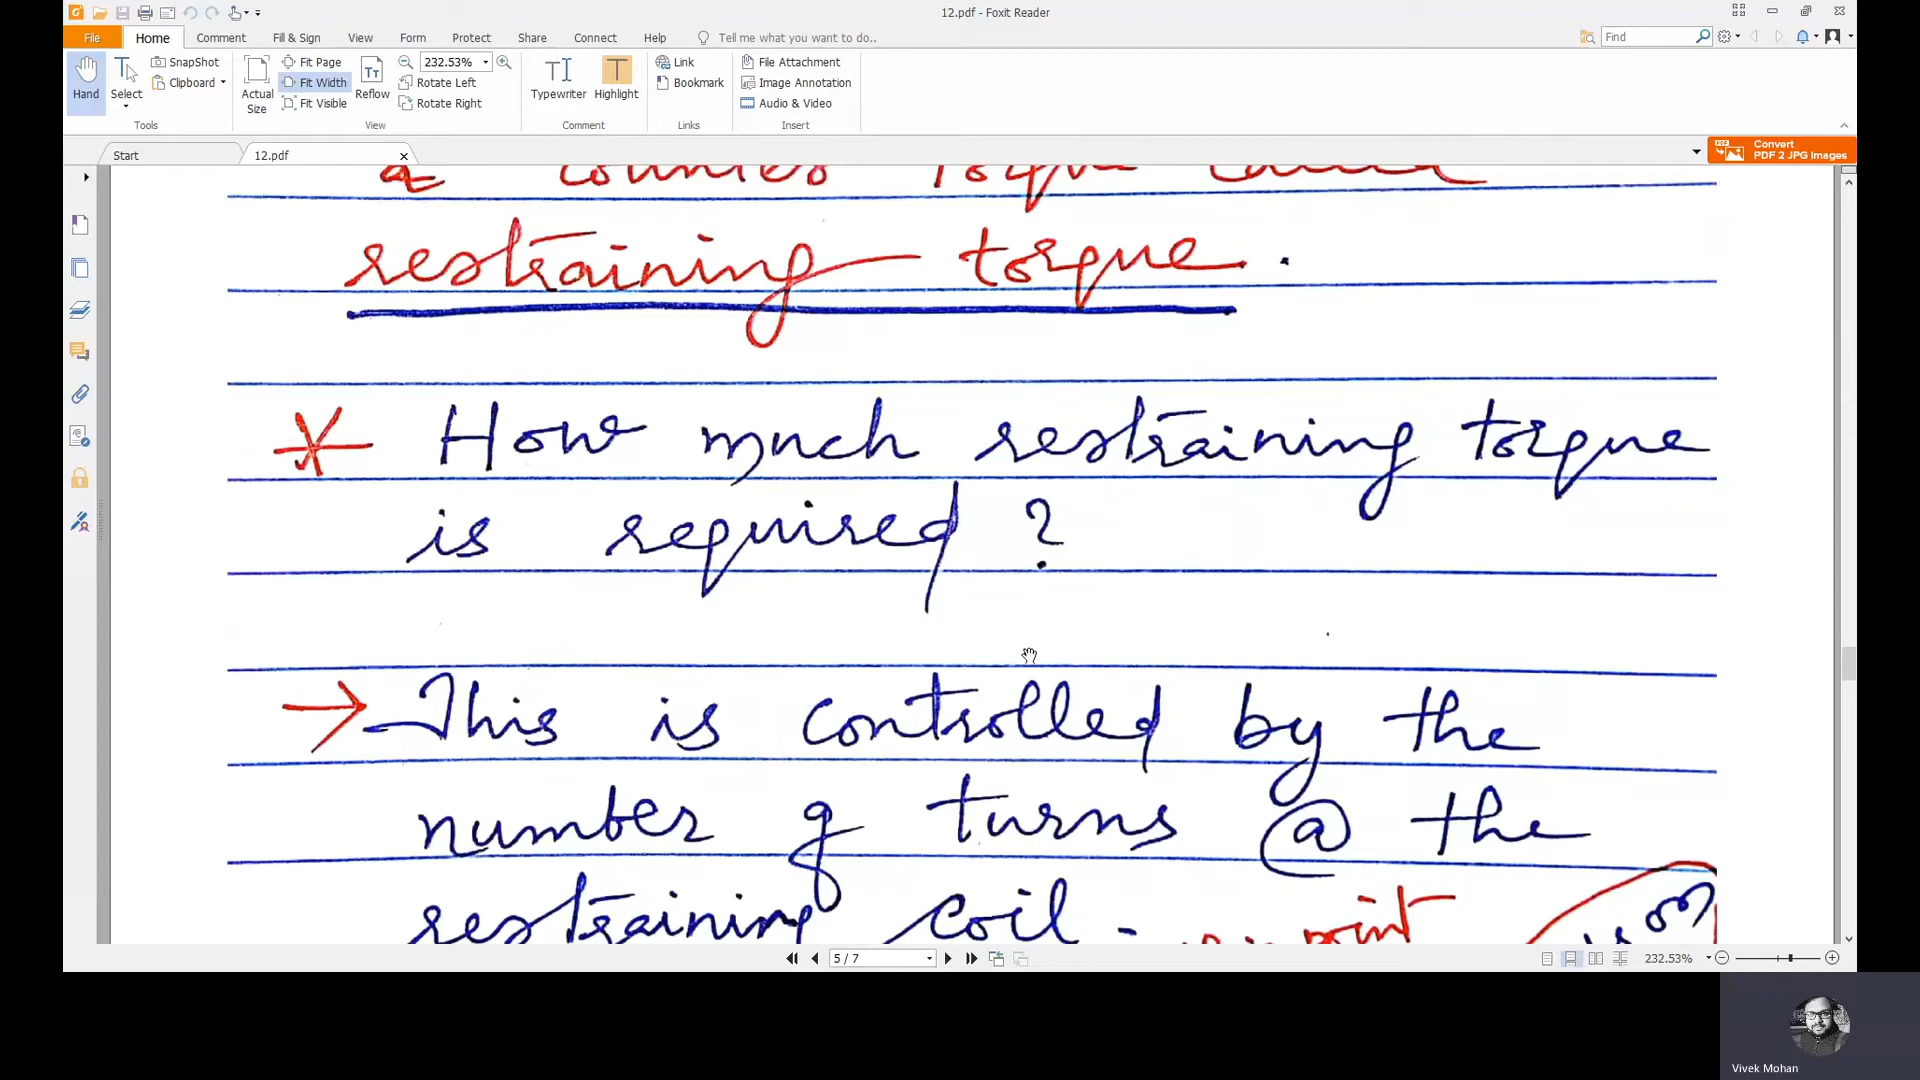 12.pdf - Foxit Reader
File Home Comment Fill & Sign View Form Protect Share Connect Help Tell me what you want to do.. Find
Hand Select SnapShot Clipboard Actual Size Fit Page Fit Width Fit Visible Reflow 232.53% Rotate Left Rotate Right Typewriter Highlight Link Bookmark File Attachment Image Annotation Audio & Video
Tools View Comment Links Insert
Start 12.pdf Convert PDF 2 JPG Images
a counter torque called
restraining torque.
* How much restraining torque
is required?
→ This is controlled by the
number of turns @ the
restraining coil.
5 / 7 232.53%
Vivek Mohan